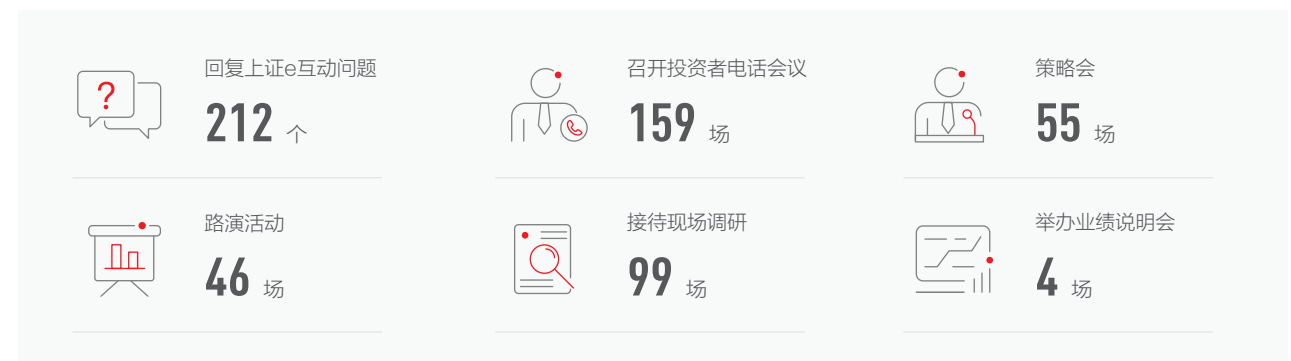 回复上证e互动问题
212 个
召开投资者电话会议
159 场
策略会
55 场
路演活动
46 场
接待现场调研
99 场
举办业绩说明会
4 场